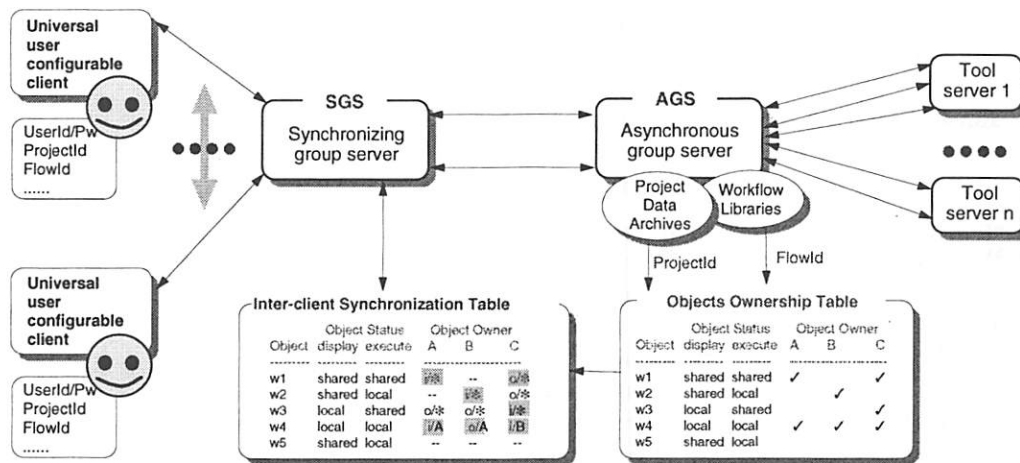 Universal
user
configurable
client
UserId/Pw
ProjectId
FlowId
......
SGS
Synchronizing
group server
AGS
Asynchronous
group server
Project
Data
Archives
Workflow
Libraries
Tool
server 1
Tool
server n
ProjectId
FlowId
Universal
user
configurable
client
UserId/Pw
ProjectId
FlowId
......
Inter-client Synchronization Table
Object Status Object Owner
Object display execute A B C
w1 shared shared i/* -- o/*
w2 shared local -- i/* o/*
w3 local shared o/* o/* i/*
w4 local local i/A o/A i/B
w5 shared local -- -- --
Objects Ownership Table
Object Status Object Owner
Object display execute A B C
w1 shared shared ✓ ✓
w2 shared local ✓
w3 local shared ✓
w4 local local ✓ ✓ ✓
w5 shared local